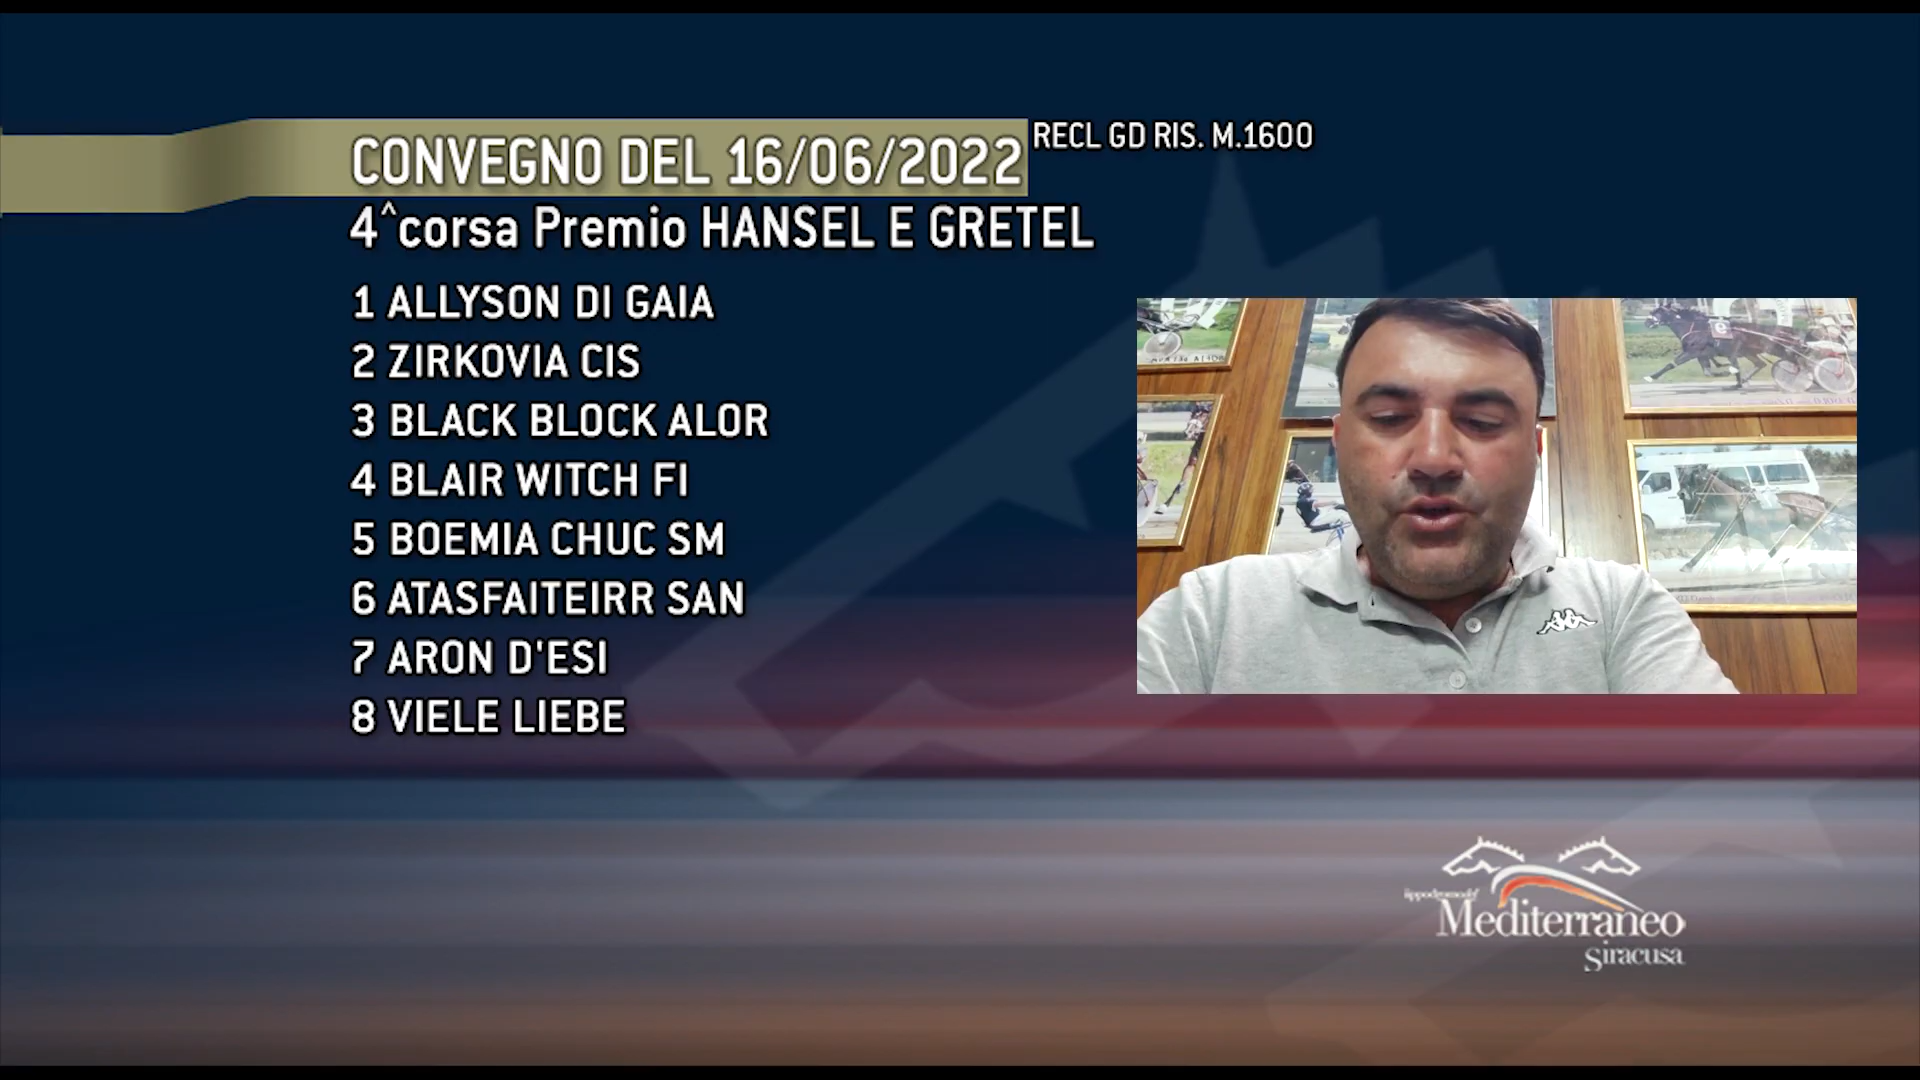 CONVEGNO DEL 16/06/2022
RECL GD RIS. M.1600
4^corsa Premio HANSEL E GRETEL
1 ALLYSON DI GAIA
2 ZIRKOVIA CIS
3 BLACK BLOCK ALOR
4 BLAIR WITCH FI
5 BOEMIA CHUC SM
6 ATASFAITEIRR SAN
7 ARON D'ESI
8 VIELE LIEBE
ippodromo del
Mediterraneo
Siracusa